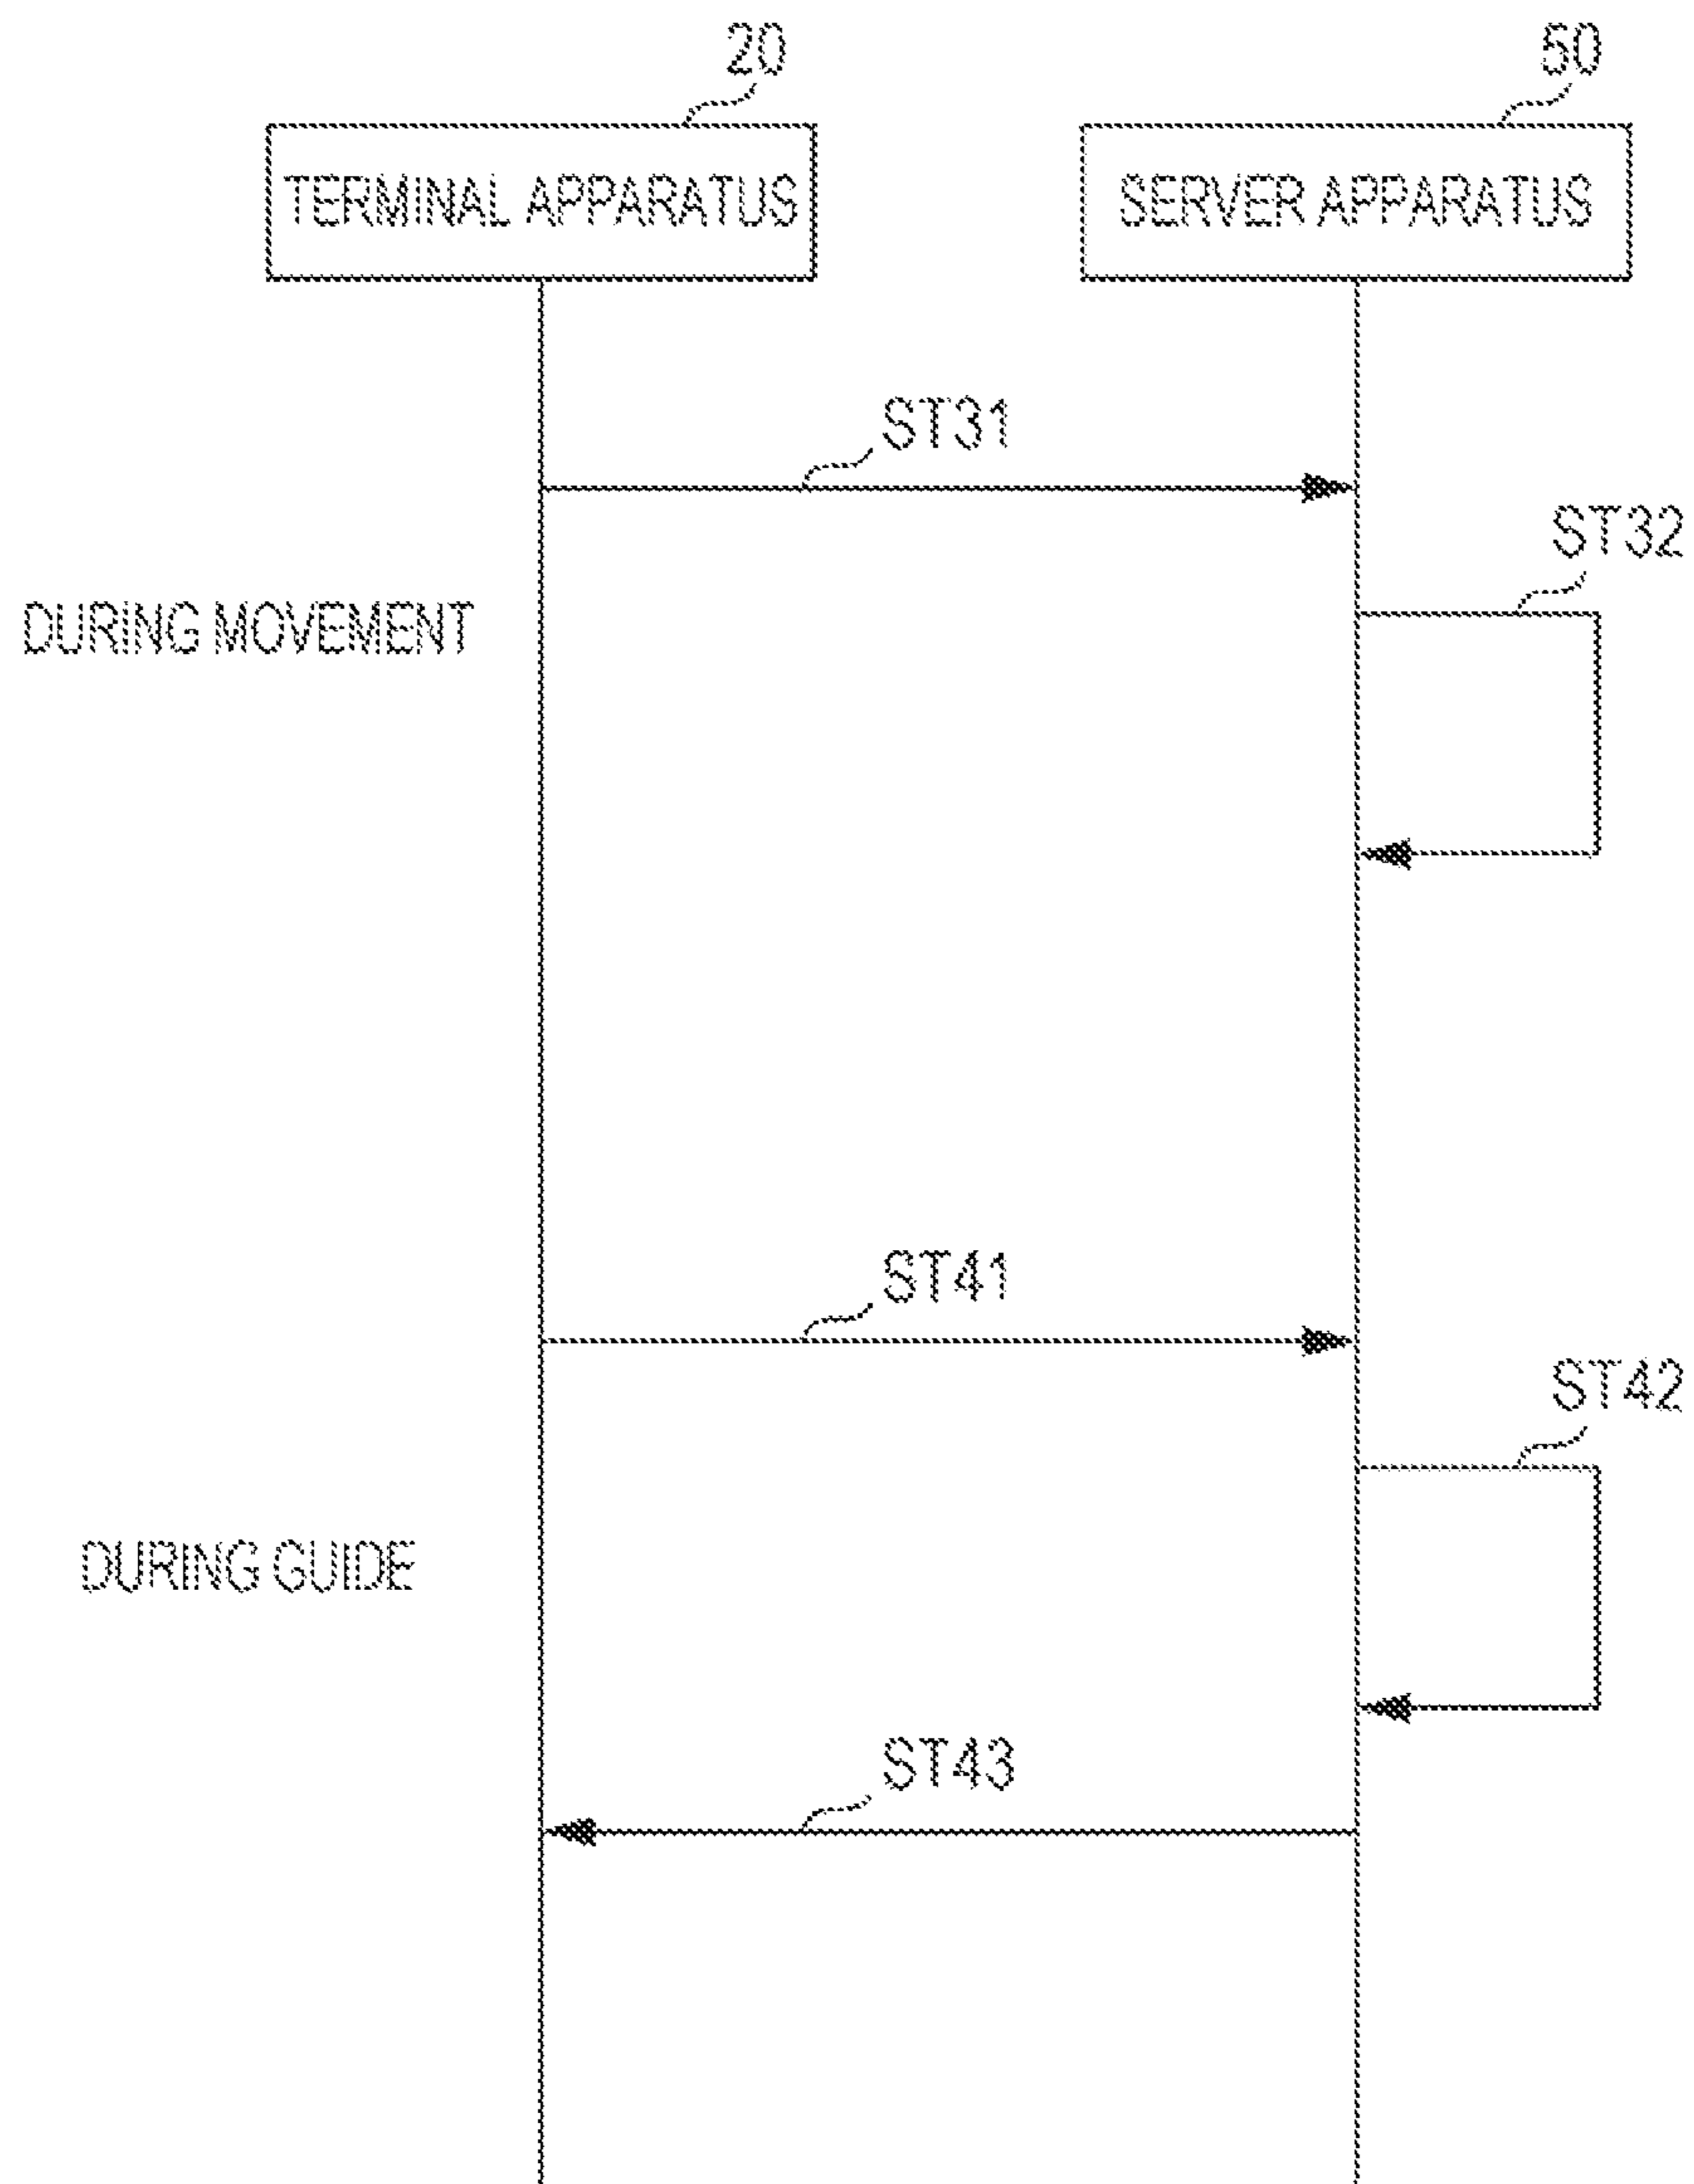 20
50
TERMINAL APPARATUS
SERVER APPARATUS
ST31
ST32
DURING MOVEMENT
ST41
ST42
DURING GUIDE
ST43